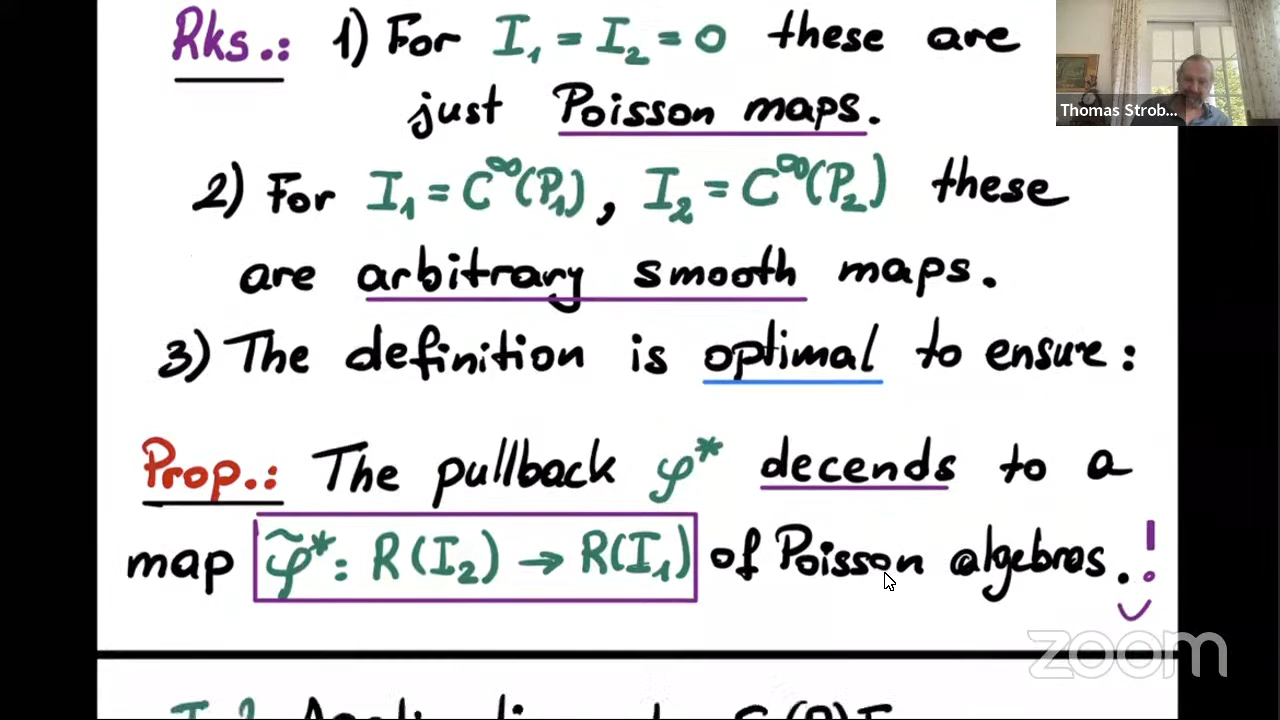 Rks.: 1) For I₁ = I₂ = 0 these are
just Poisson maps.
2) For I₁ = C^∞(P₁), I₂ = C^∞(P₂) these
are arbitrary smooth maps.
3) The definition is optimal to ensure:
Prop.: The pullback φ* decends to a
map φ̃*: R(I₂) → R(I₁) of Poisson algebras. !
Thomas Strob...
zoom